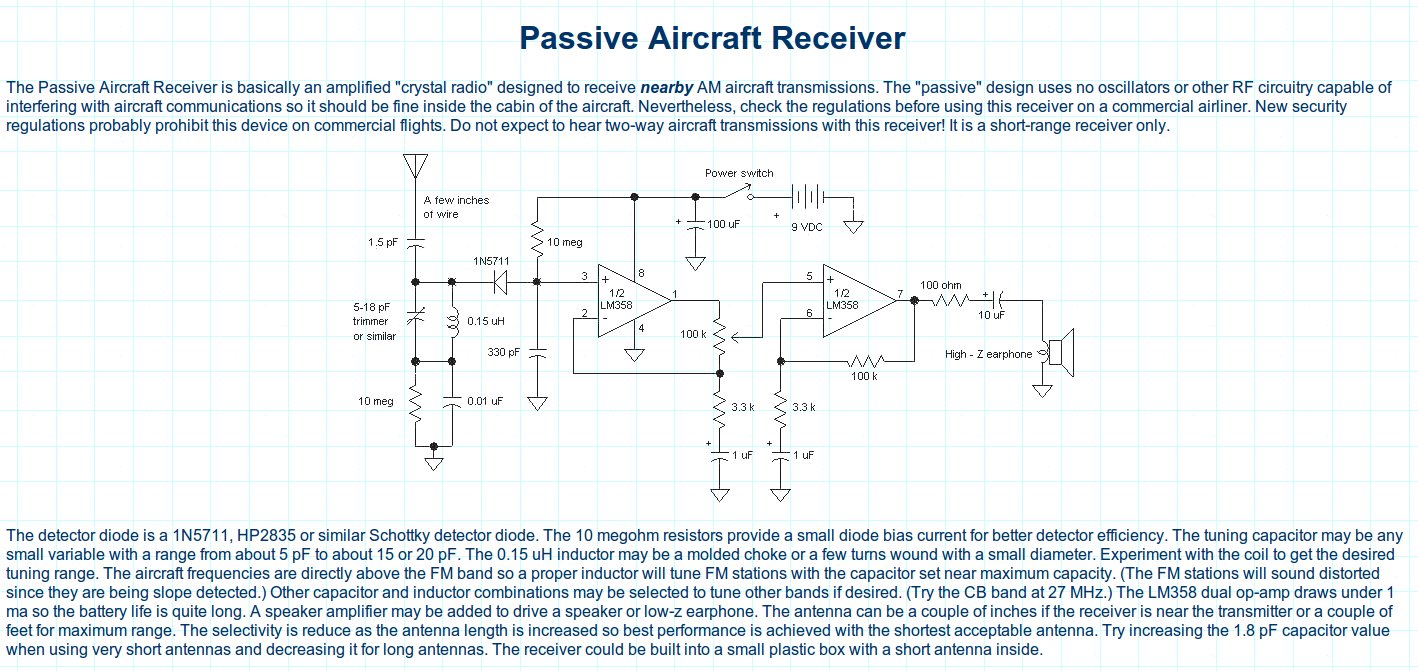 Passive Aircraft Receiver
The Passive Aircraft Receiver is basically an amplified "crystal radio" designed to receive nearby AM aircraft transmissions. The "passive" design uses no oscillators or other RF circuitry capable of
interfering with aircraft communications so it should be fine inside the cabin of the aircraft. Nevertheless, check the regulations before using this receiver on a commercial airliner. New security
regulations probably prohibit this device on commercial flights. Do not expect to hear two-way aircraft transmissions with this receiver! It is a short-range receiver only.
Power switch
A few inches
of wire
+
100 uF
+
9 VDC
1.5 pF
10 meg
1N5711
3
+
8
1/2
LM358
1
2
-
4
5
+
1/2
LM358
7
6
-
100 ohm
+
10 uF
5-18 pF
trimmer
or similar
0.15 uH
100 k
330 pF
High - Z earphone
100 k
10 meg
0.01 uF
3.3 k
3.3 k
+
1 uF
+
1 uF
The detector diode is a 1N5711, HP2835 or similar Schottky detector diode. The 10 megohm resistors provide a small diode bias current for better detector efficiency. The tuning capacitor may be any
small variable with a range from about 5 pF to about 15 or 20 pF. The 0.15 uH inductor may be a molded choke or a few turns wound with a small diameter. Experiment with the coil to get the desired
tuning range. The aircraft frequencies are directly above the FM band so a proper inductor will tune FM stations with the capacitor set near maximum capacity. (The FM stations will sound distorted
since they are being slope detected.) Other capacitor and inductor combinations may be selected to tune other bands if desired. (Try the CB band at 27 MHz.) The LM358 dual op-amp draws under 1
ma so the battery life is quite long. A speaker amplifier may be added to drive a speaker or low-z earphone. The antenna can be a couple of inches if the receiver is near the transmitter or a couple of
feet for maximum range. The selectivity is reduce as the antenna length is increased so best performance is achieved with the shortest acceptable antenna. Try increasing the 1.8 pF capacitor value
when using very short antennas and decreasing it for long antennas. The receiver could be built into a small plastic box with a short antenna inside.